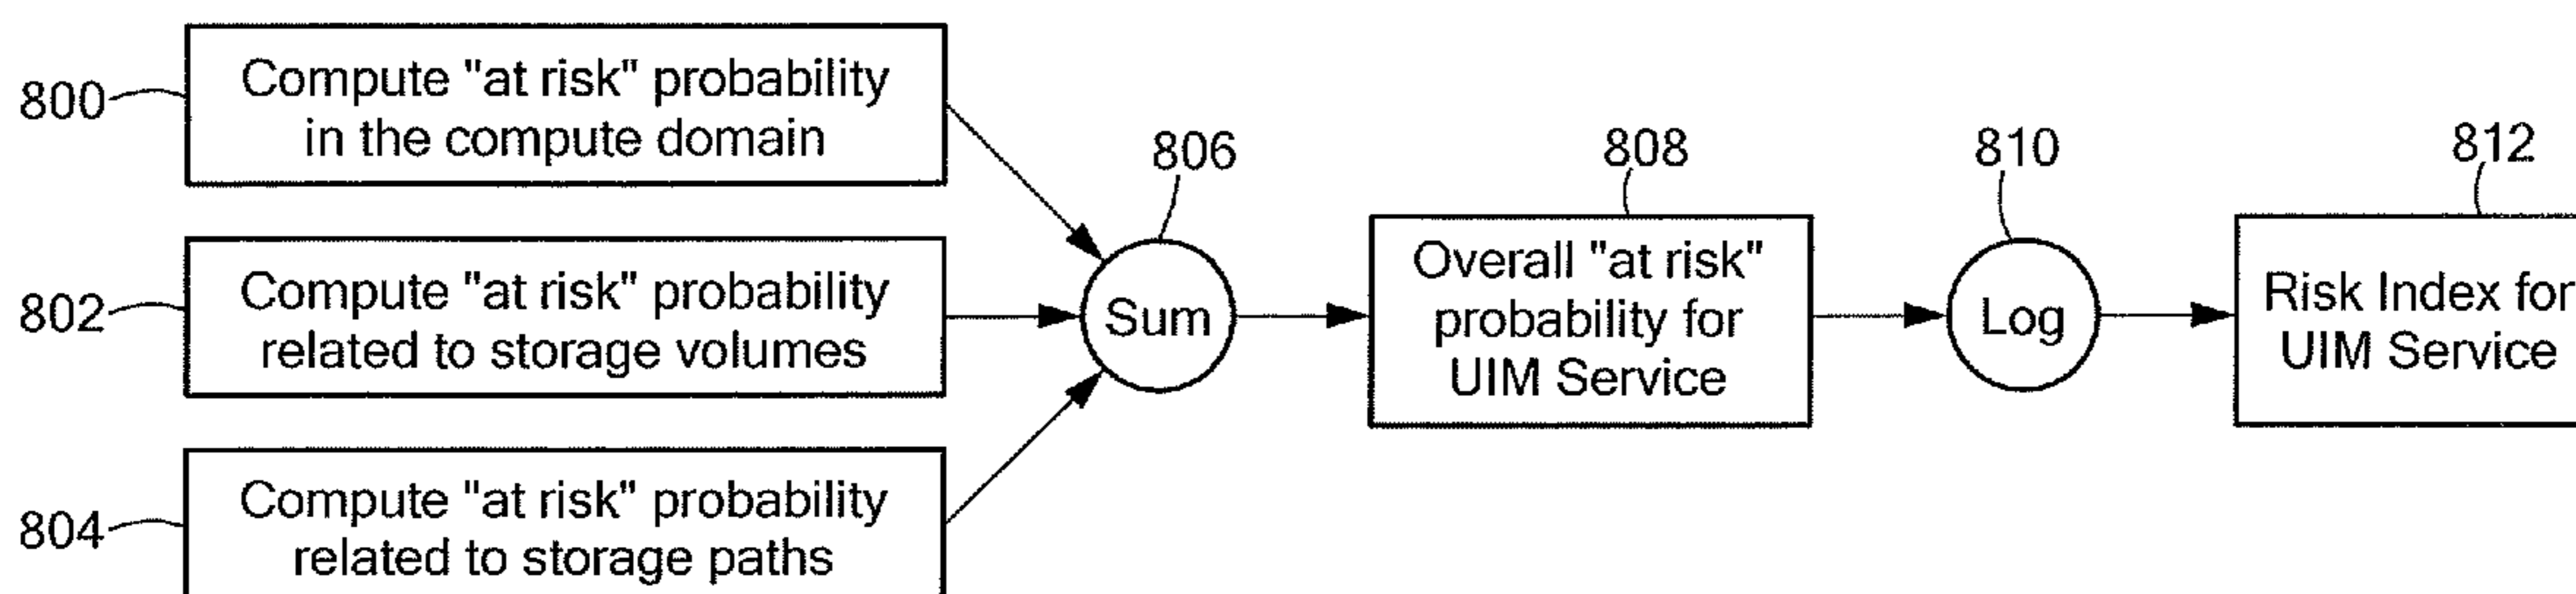 800
Compute "at risk" probability
in the compute domain
802
Compute "at risk" probability
related to storage volumes
804
Compute "at risk" probability
related to storage paths
806
Sum
808
Overall "at risk"
probability for
UIM Service
810
Log
812
Risk Index for
UIM Service